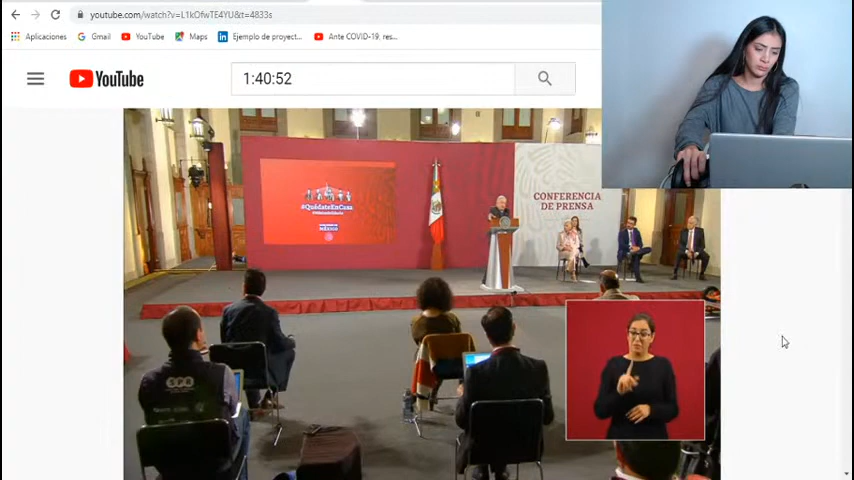 youtube.com/watch?v=L1kOfwTE4YU&t=4833s
Aplicaciones
Gmail
YouTube
Maps
Ejemplo de proyect...
Ante COVID-19, res...
YouTube
1:40:52
#QuédateEnCasa
MÉXICO
CONFERENCIA
DE PRENSA